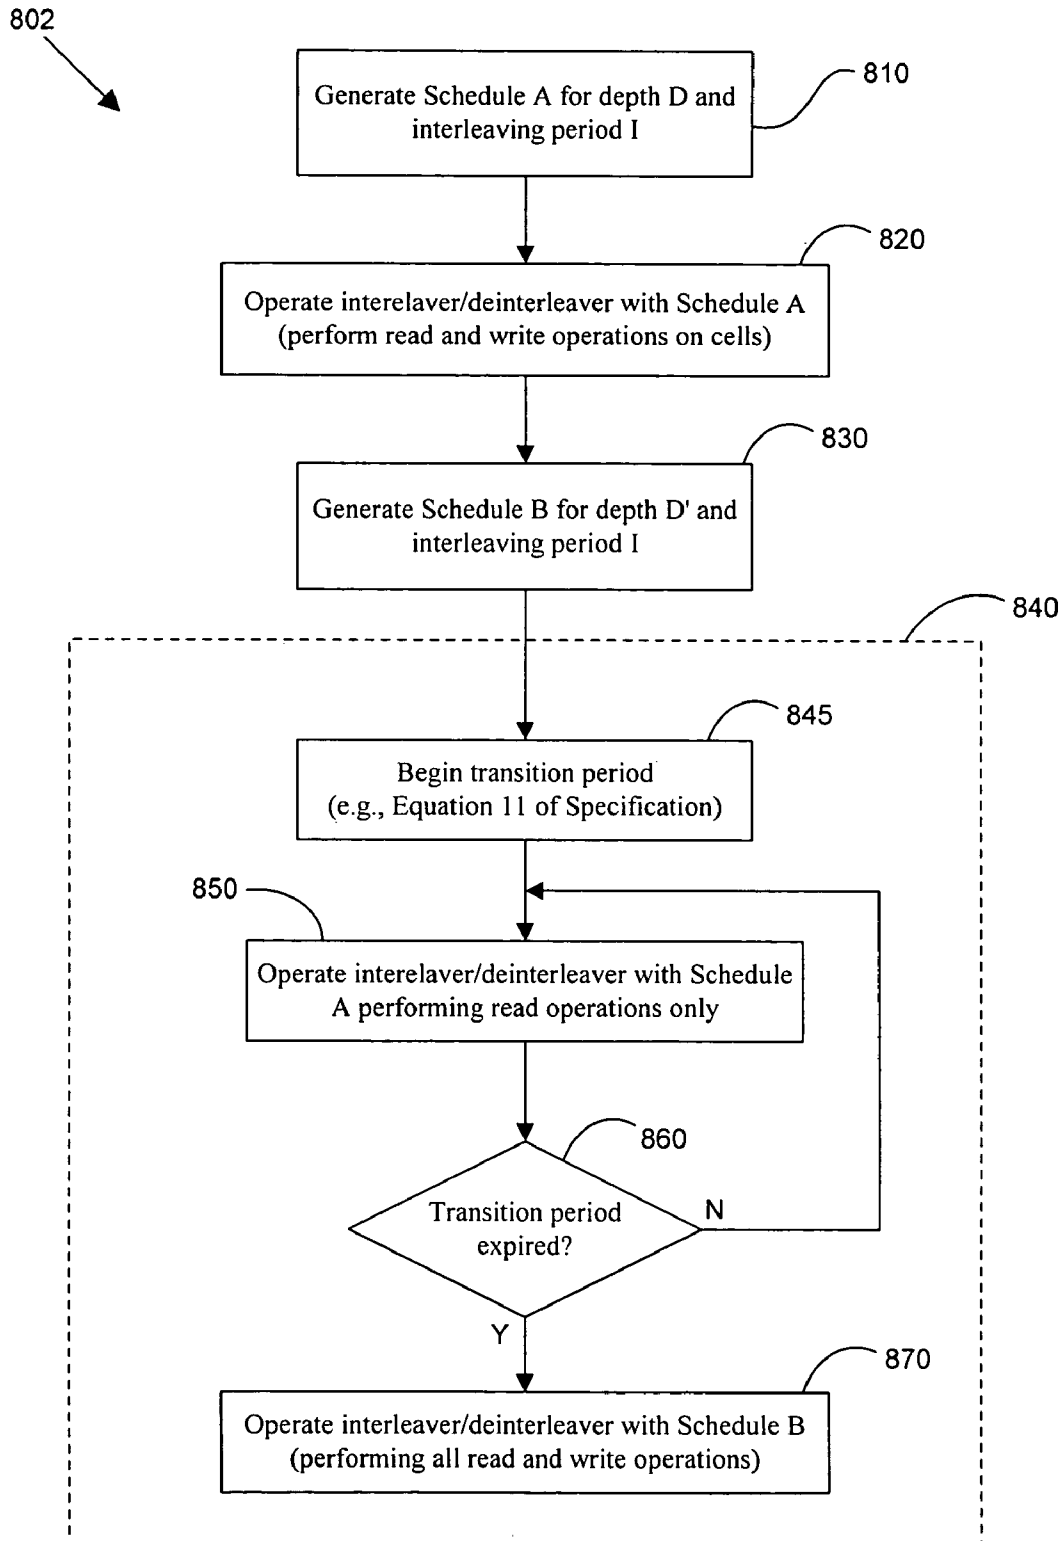 802
810
Generate Schedule A for depth D and
interleaving period I
820
Operate interelaver/deinterleaver with Schedule A
(perform read and write operations on cells)
830
Generate Schedule B for depth D' and
interleaving period I
840
845
Begin transition period
(e.g., Equation 11 of Specification)
850
Operate interelaver/deinterleaver with Schedule
A performing read operations only
860
Transition period
expired?
N
Y
870
Operate interleaver/deinterleaver with Schedule B
(performing all read and write operations)